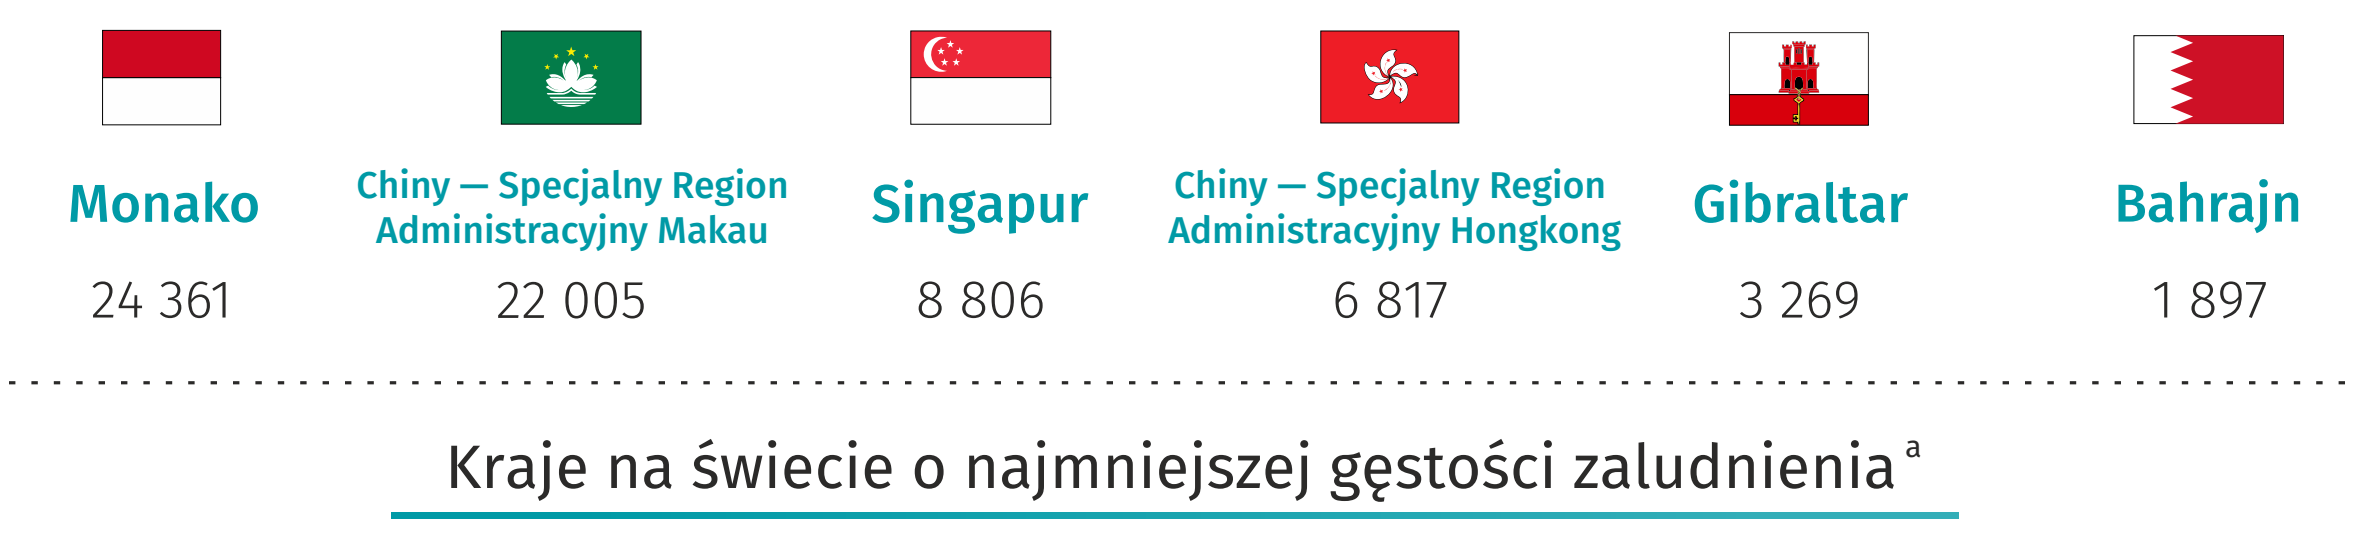 Monako
Chiny — Specjalny Region
Administracyjny Makau
Singapur
Chiny — Specjalny Region
Administracyjny Hongkong
Gibraltar
Bahrajn
24 361
22 005
8 806
6 817
3 269
1 897
Kraje na świecie o najmniejszej gęstości zaludnienia a